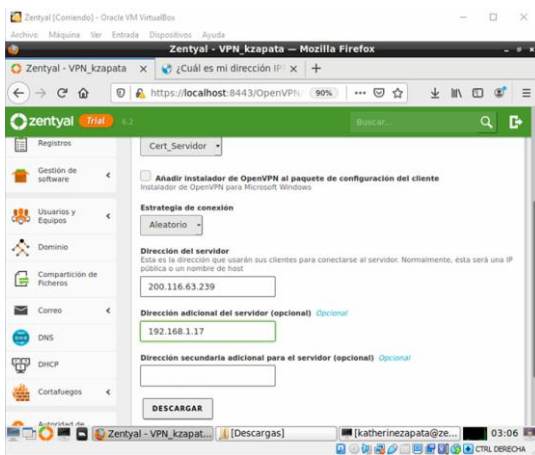 Zentyal [Corriendo] - Oracle VM VirtualBox
Archivo Máquina Ver Entrada Dispositivos Ayuda
Zentyal - VPN_kzapata — Mozilla Firefox
Zentyal - VPN_kzapata
¿Cuál es mi dirección IP
https://localhost:8443/OpenVPN/ 90%
zentyal Trial 6.2 Buscar...
Registros
Gestión de
software
Usuarios y
Equipos
Dominio
Compartición de
Ficheros
Correo
DNS
DHCP
Cortafuegos
Autoridad de
Cert_Servidor
Añadir instalador de OpenVPN al paquete de configuración del cliente
Instalador de OpenVPN para Microsoft Windows
Estrategia de conexión
Aleatorio
Dirección del servidor
Esta es la dirección que usarán sus clientes para conectarse al servidor. Normalmente, ésta será una IP
pública o un nombre de host
200.116.63.239
Dirección adicional del servidor (opcional) Opcional
192.168.1.17
Dirección secundaria adicional para el servidor (opcional) Opcional
DESCARGAR
Zentyal - VPN_kzapat... [Descargas] [katherinezapata@ze... 03:06
CTRL DERECHA